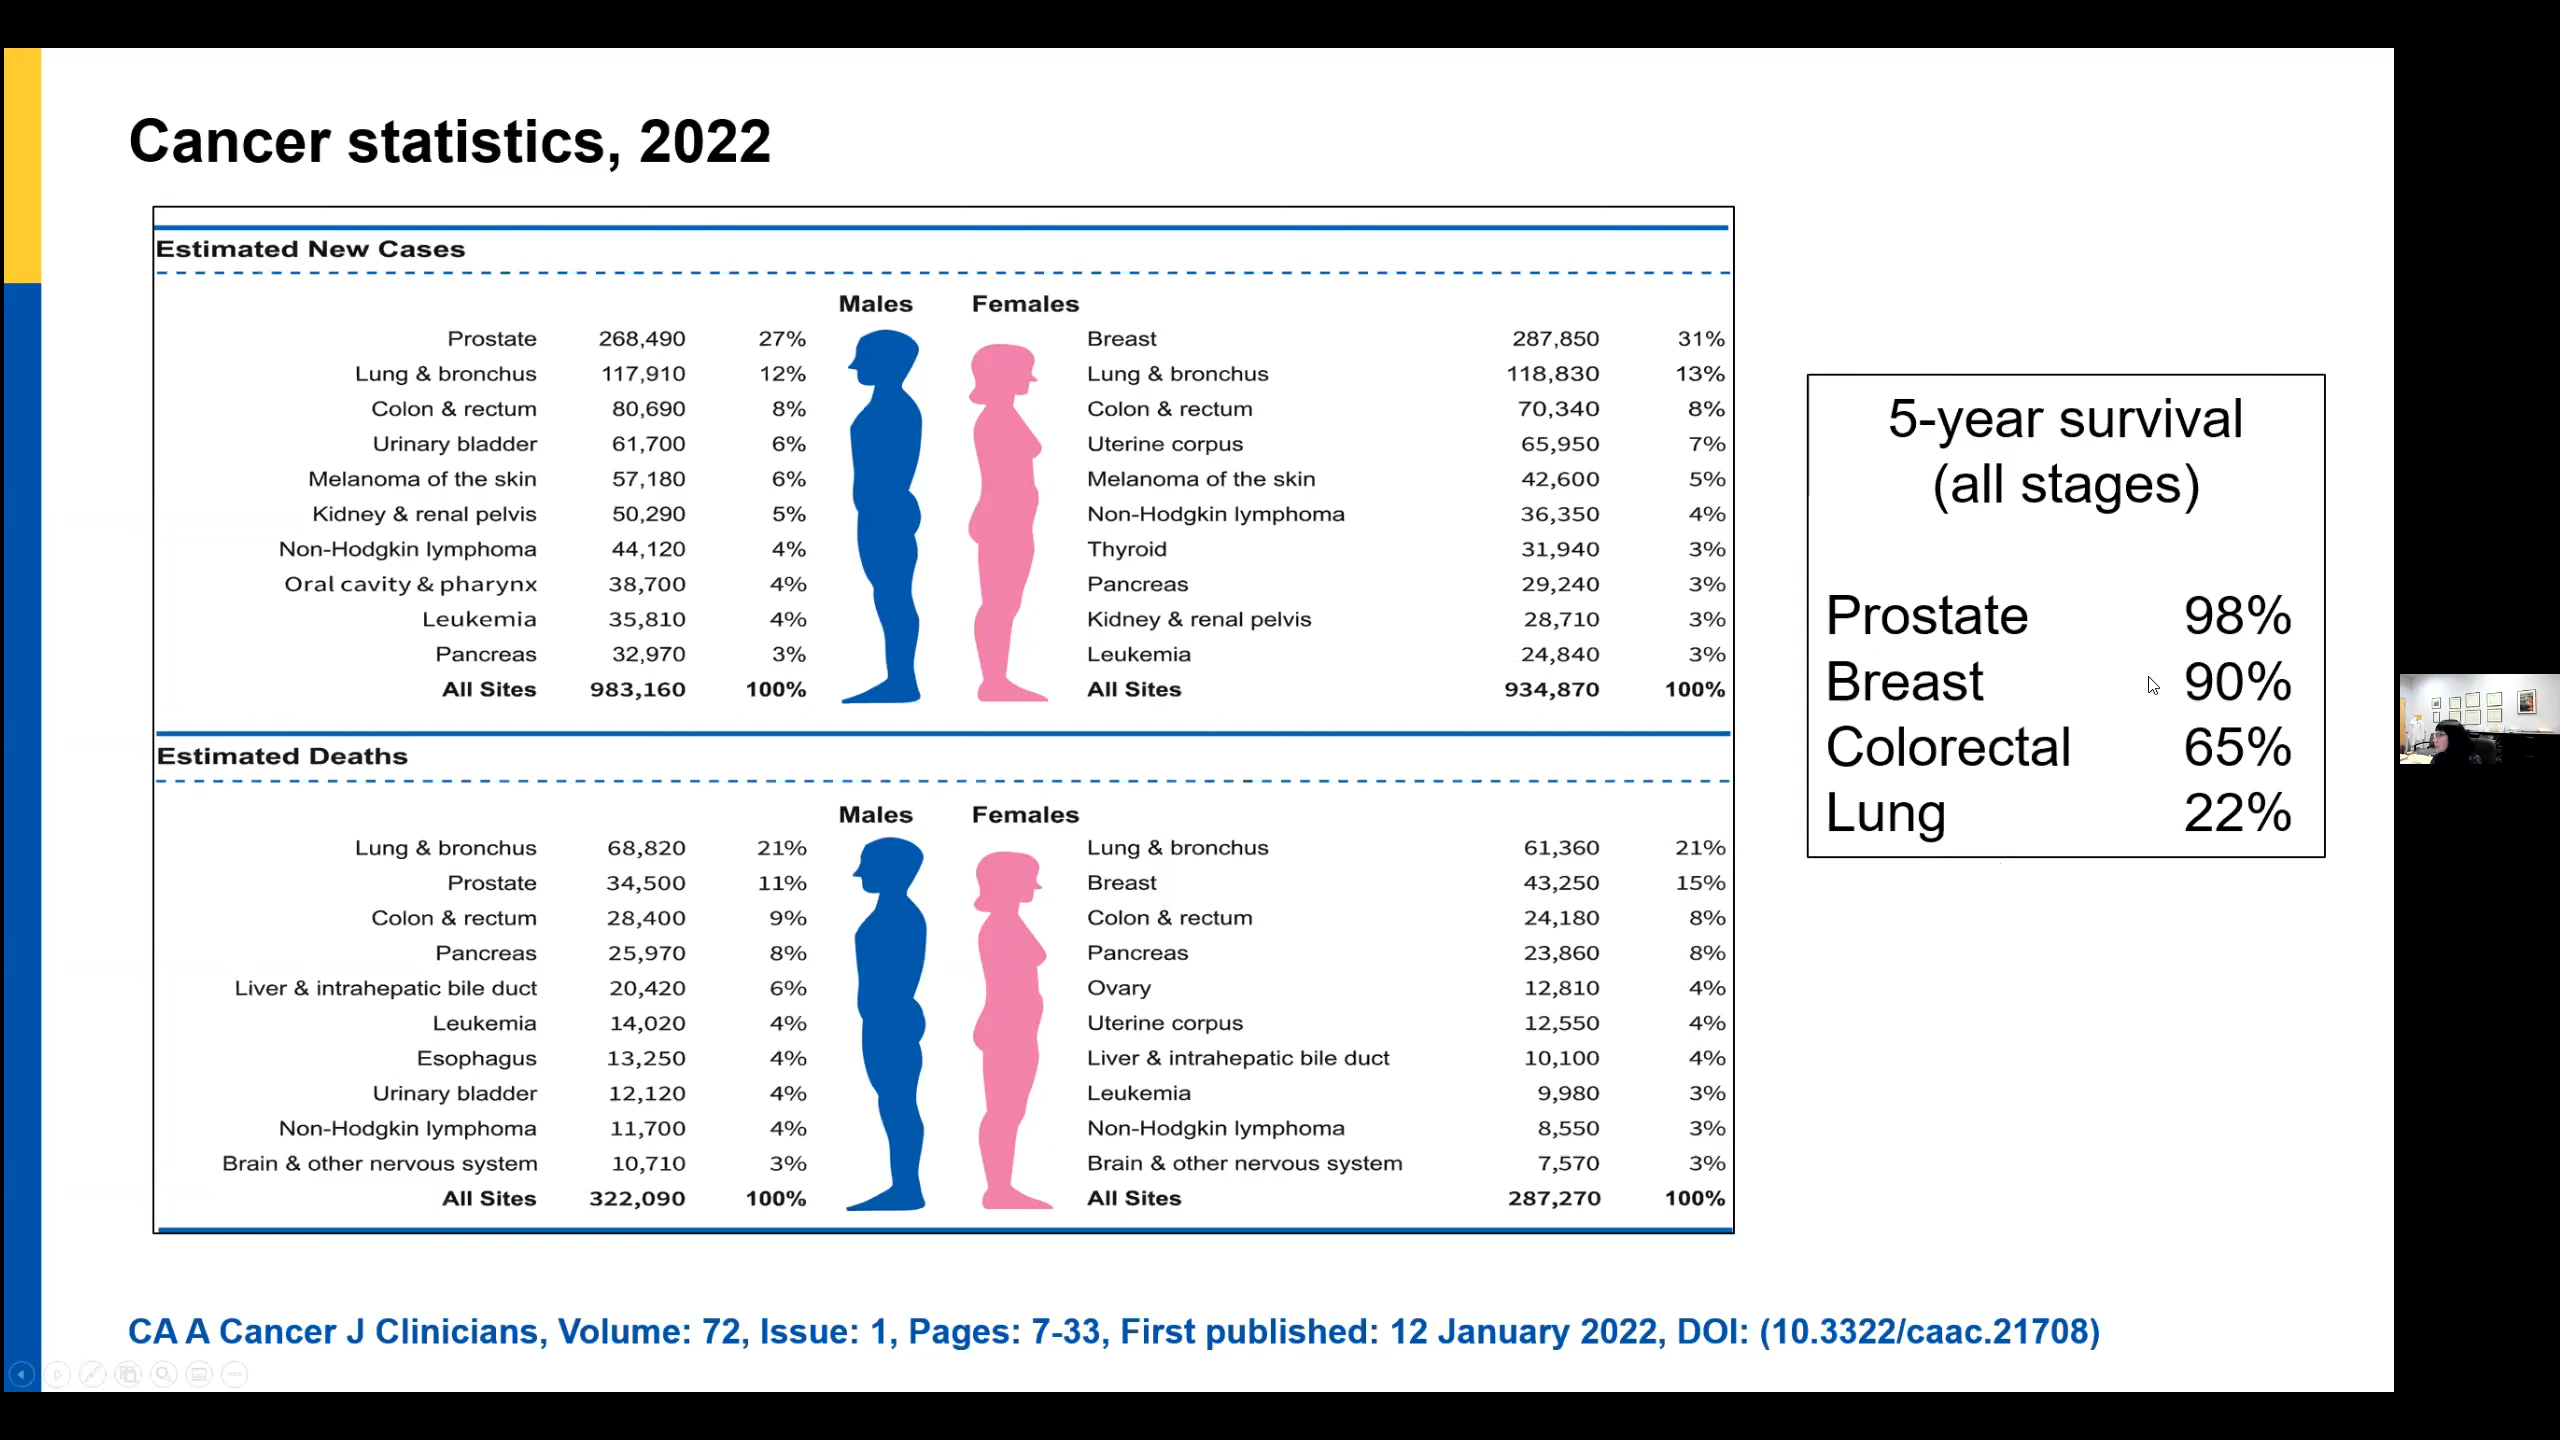 Cancer statistics, 2022
Estimated New Cases
Males Females
Prostate 268,490 27% Breast 287,850 31%
Lung & bronchus 117,910 12% Lung & bronchus 118,830 13%
Colon & rectum 80,690 8% Colon & rectum 70,340 8%
Urinary bladder 61,700 6% Uterine corpus 65,950 7%
Melanoma of the skin 57,180 6% Melanoma of the skin 42,600 5%
Kidney & renal pelvis 50,290 5% Non-Hodgkin lymphoma 36,350 4%
Non-Hodgkin lymphoma 44,120 4% Thyroid 31,940 3%
Oral cavity & pharynx 38,700 4% Pancreas 29,240 3%
Leukemia 35,810 4% Kidney & renal pelvis 28,710 3%
Pancreas 32,970 3% Leukemia 24,840 3%
All Sites 983,160 100% All Sites 934,870 100%
Estimated Deaths
Males Females
Lung & bronchus 68,820 21% Lung & bronchus 61,360 21%
Prostate 34,500 11% Breast 43,250 15%
Colon & rectum 28,400 9% Colon & rectum 24,180 8%
Pancreas 25,970 8% Pancreas 23,860 8%
Liver & intrahepatic bile duct 20,420 6% Ovary 12,810 4%
Leukemia 14,020 4% Uterine corpus 12,550 4%
Esophagus 13,250 4% Liver & intrahepatic bile duct 10,100 4%
Urinary bladder 12,120 4% Leukemia 9,980 3%
Non-Hodgkin lymphoma 11,700 4% Non-Hodgkin lymphoma 8,550 3%
Brain & other nervous system 10,710 3% Brain & other nervous system 7,570 3%
All Sites 322,090 100% All Sites 287,270 100%
5-year survival
(all stages)
Prostate 98%
Breast 90%
Colorectal 65%
Lung 22%
CA A Cancer J Clinicians, Volume: 72, Issue: 1, Pages: 7-33, First published: 12 January 2022, DOI: (10.3322/caac.21708)